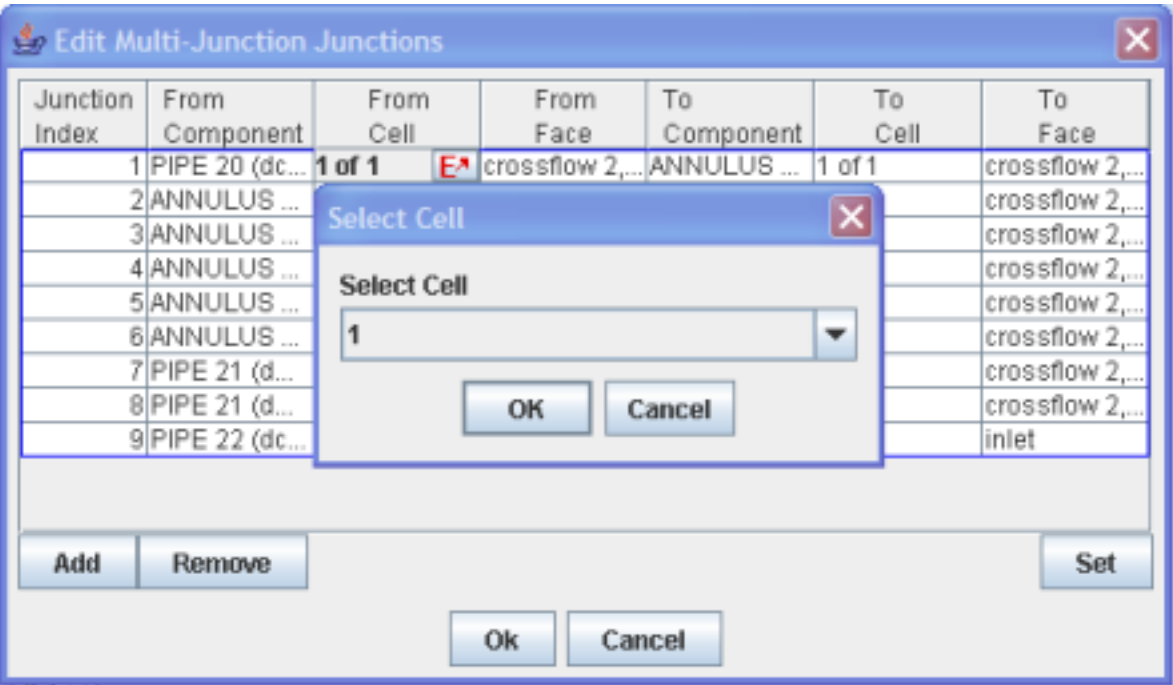 Edit Multi-Junction Junctions
Junction Index From Component From Cell From Face To Component To Cell To Face
1 PIPE 20 (dc... 1 of 1 E crossflow 2,... ANNULUS ... 1 of 1 crossflow 2,...
2 ANNULUS ... crossflow 2,...
3 ANNULUS ... crossflow 2,...
4 ANNULUS ... crossflow 2,...
5 ANNULUS ... crossflow 2,...
6 ANNULUS ... crossflow 2,...
7 PIPE 21 (d... crossflow 2,...
8 PIPE 21 (d... crossflow 2,...
9 PIPE 22 (dc... inlet
Select Cell
Select Cell
1
OK Cancel
Add Remove Set
Ok Cancel